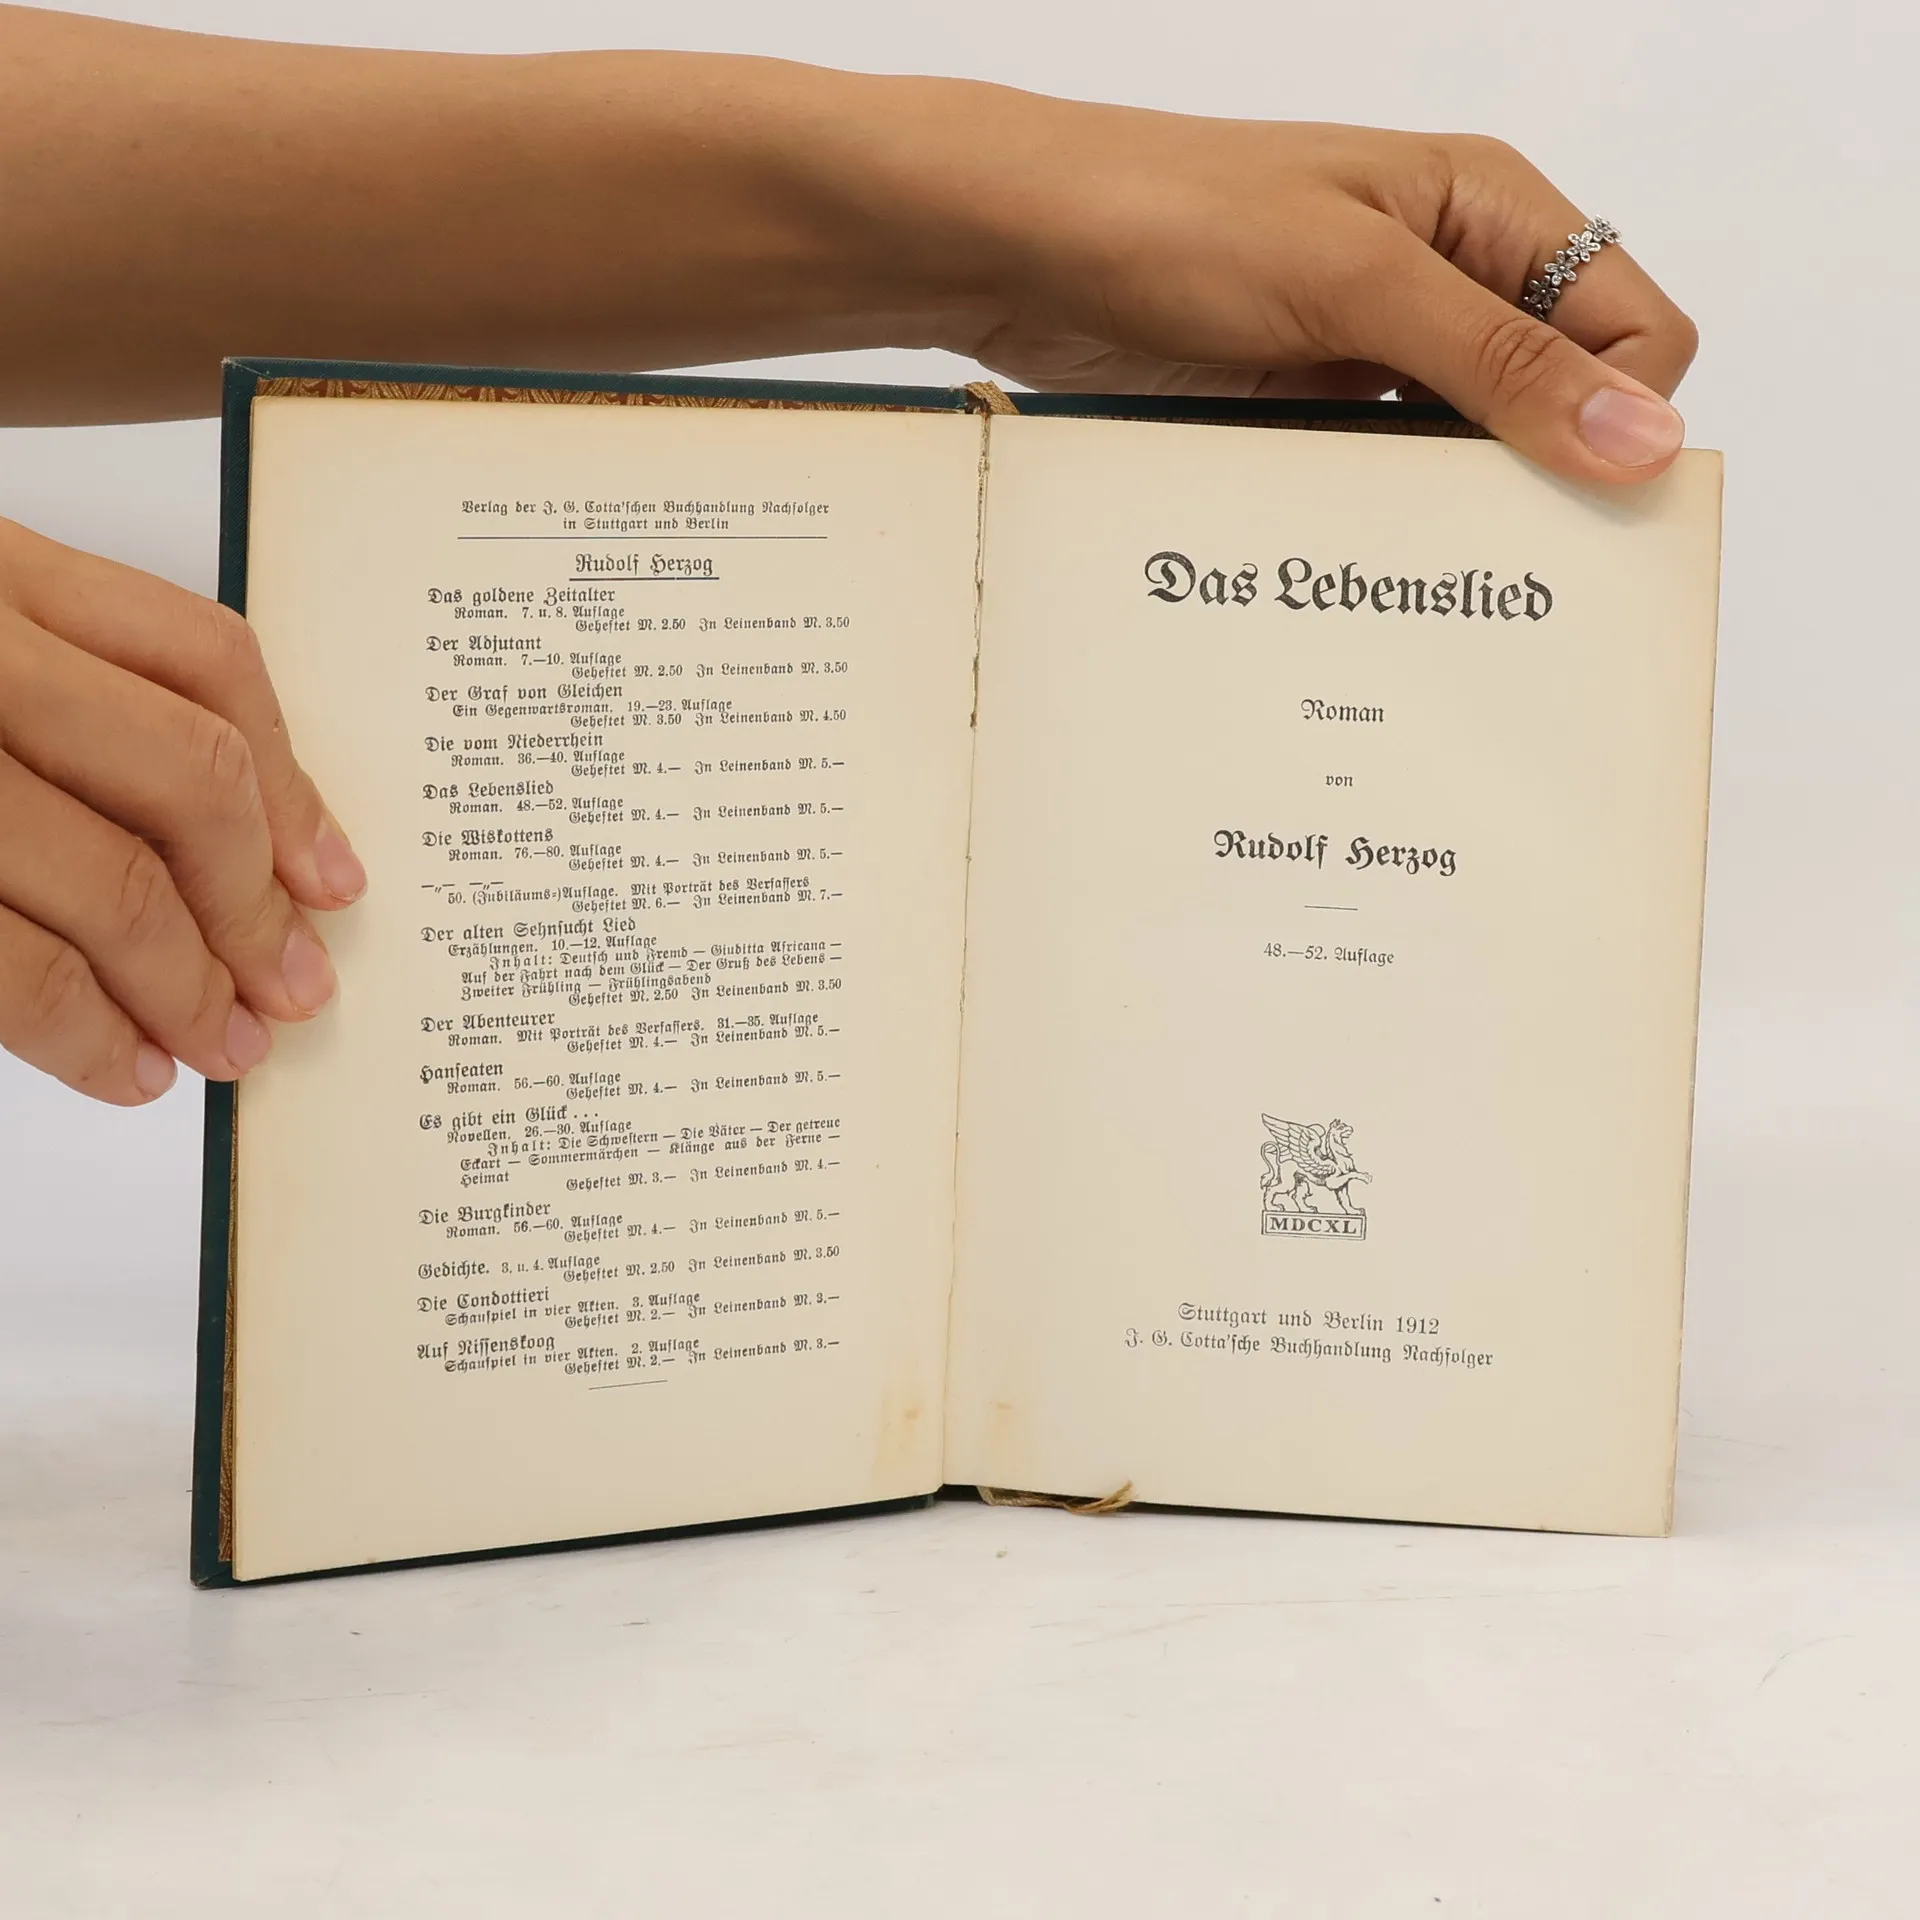 Verlag der J. G. Cotta'schen Buchhandlung Nachfolger
in Stuttgart und Berlin
Rudolf Herzog
Das goldene Zeitalter
Roman. 7. u. 8. Auflage
Geheftet M. 2.50 In Leinenband M. 3.50
Der Adjutant
Roman. 7.—10. Auflage
Geheftet M. 2.50 In Leinenband M. 3.50
Der Graf von Gleichen
Ein Gegenwartsroman. 19.—23. Auflage
Geheftet M. 3.50 In Leinenband M. 4.50
Die vom Niederrhein
Roman. 36.—40. Auflage
Geheftet M. 4.— In Leinenband M. 5.—
Das Lebenslied
Roman. 48.—52. Auflage
Geheftet M. 4.— In Leinenband M. 5.—
Die Wiskottens
Roman. 76.—80. Auflage
Geheftet M. 4.— In Leinenband M. 5.—
—„— —„—
50. (Jubiläums-)Auflage. Mit Porträt des Verfassers
Geheftet M. 6.— In Leinenband M. 7.—
Der alten Sehnsucht Lied
Erzählungen. 10.—12. Auflage
Inhalt: Deutsch und Fremd — Giuditta Africana —
Auf der Fahrt nach dem Glück — Der Gruß des Lebens —
Zweiter Frühling — Frühlingsabend
Geheftet M. 2.50 In Leinenband M. 3.50
Der Abenteurer
Roman. Mit Porträt des Verfassers. 31.—35. Auflage
Geheftet M. 4.— In Leinenband M. 5.—
Hanseaten
Roman. 56.—60. Auflage
Geheftet M. 4.— In Leinenband M. 5.—
Es gibt ein Glück...
Novellen. 26.—30. Auflage
Inhalt: Die Schwestern — Die Väter — Der getreue
Eckart — Sommermärchen — Klänge aus der Ferne —
Heimat
Geheftet M. 3.— In Leinenband M. 4.—
Die Burgkinder
Roman. 56.—60. Auflage
Geheftet M. 4.— In Leinenband M. 5.—
Gedichte. 3. u. 4. Auflage
Geheftet M. 2.50 In Leinenband M. 3.50
Die Condottieri
Schauspiel in vier Akten. 3. Auflage
Geheftet M. 2.— In Leinenband M. 3.—
Auf Nissenskoog
Schauspiel in vier Akten. 2. Auflage
Geheftet M. 2.— In Leinenband M. 3.—
Das Lebenslied
Roman
von
Rudolf Herzog
48.—52. Auflage
MDCXL
Stuttgart und Berlin 1912
J. G. Cotta'sche Buchhandlung Nachfolger